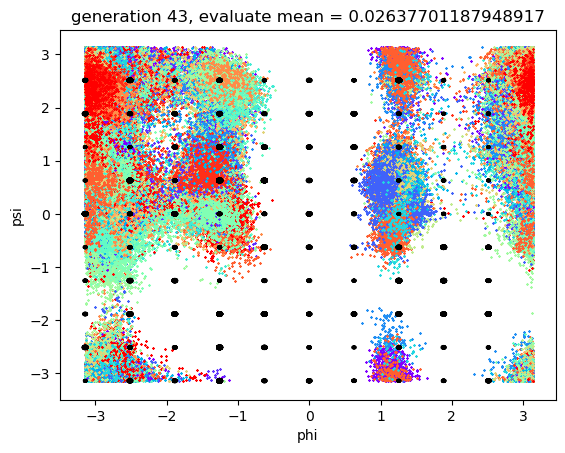 generation 43, evaluate mean = 0.02637701187948917
3
2
1
0
−1
−2
−3
psi
−3 −2 −1 0 1 2 3
phi